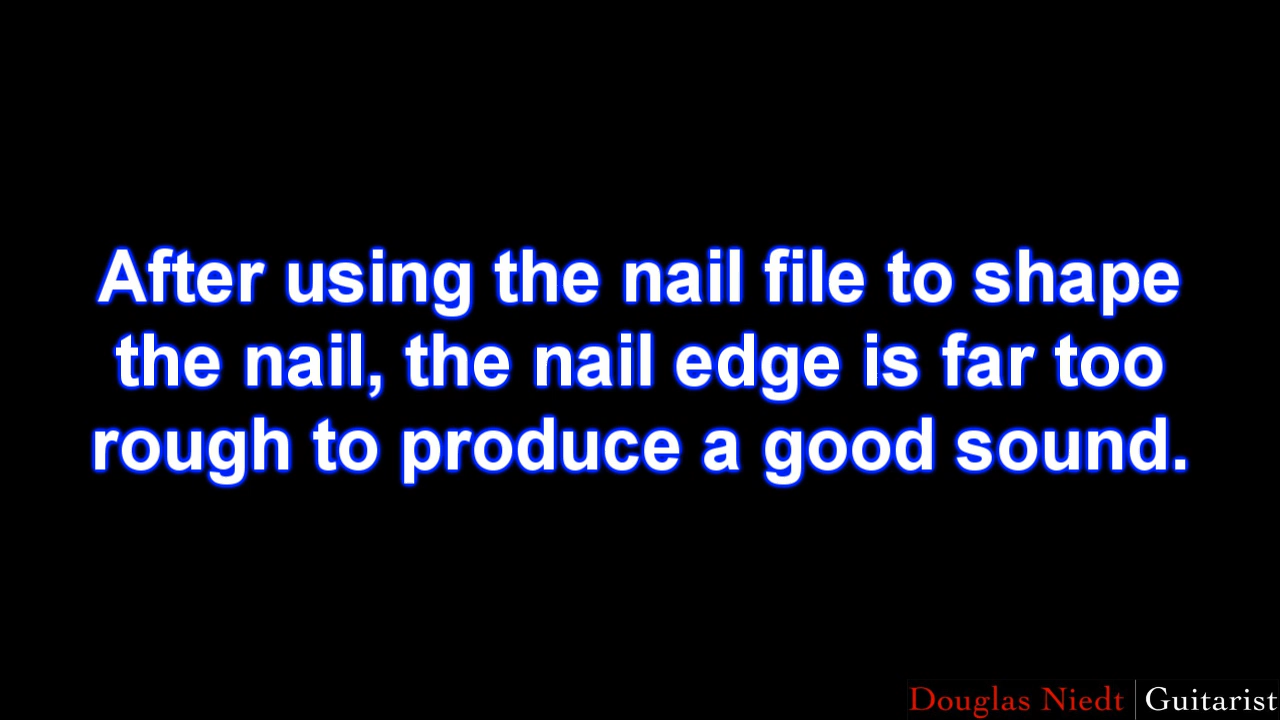 After using the nail file to shape
the nail, the nail edge is far too
rough to produce a good sound.
Douglas Niedt | Guitarist